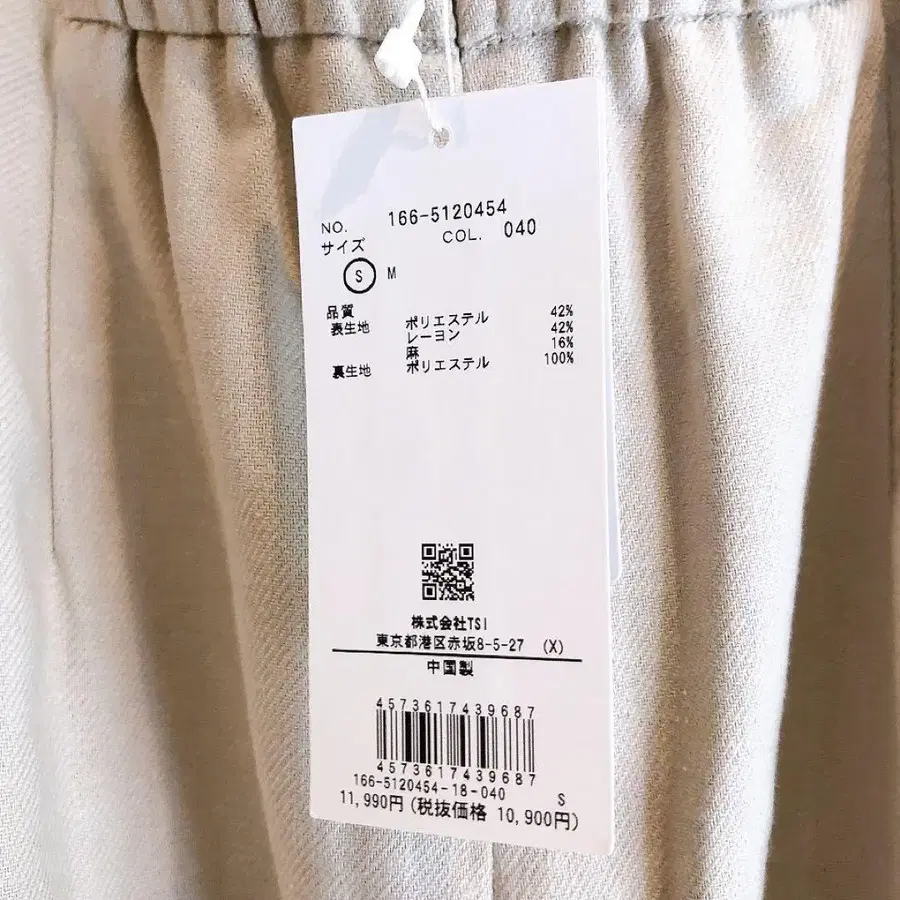 NO. 166-5120454
サイズ COL. 040
S M
品質
表生地 ポリエステル 42%
レーヨン 42%
麻 16%
裏生地 ポリエステル 100%
株式会社TSI
東京都港区赤坂8-5-27 (X)
中国製
4573617439687
4573617439687
166-5120454-18-040 S
11,990円(税抜価格 10,900円)